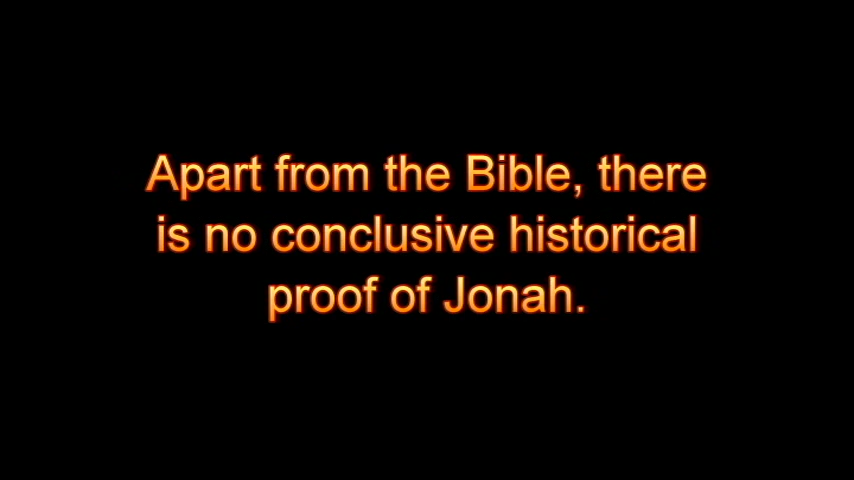 Apart from the Bible, there
is no conclusive historical
proof of Jonah.